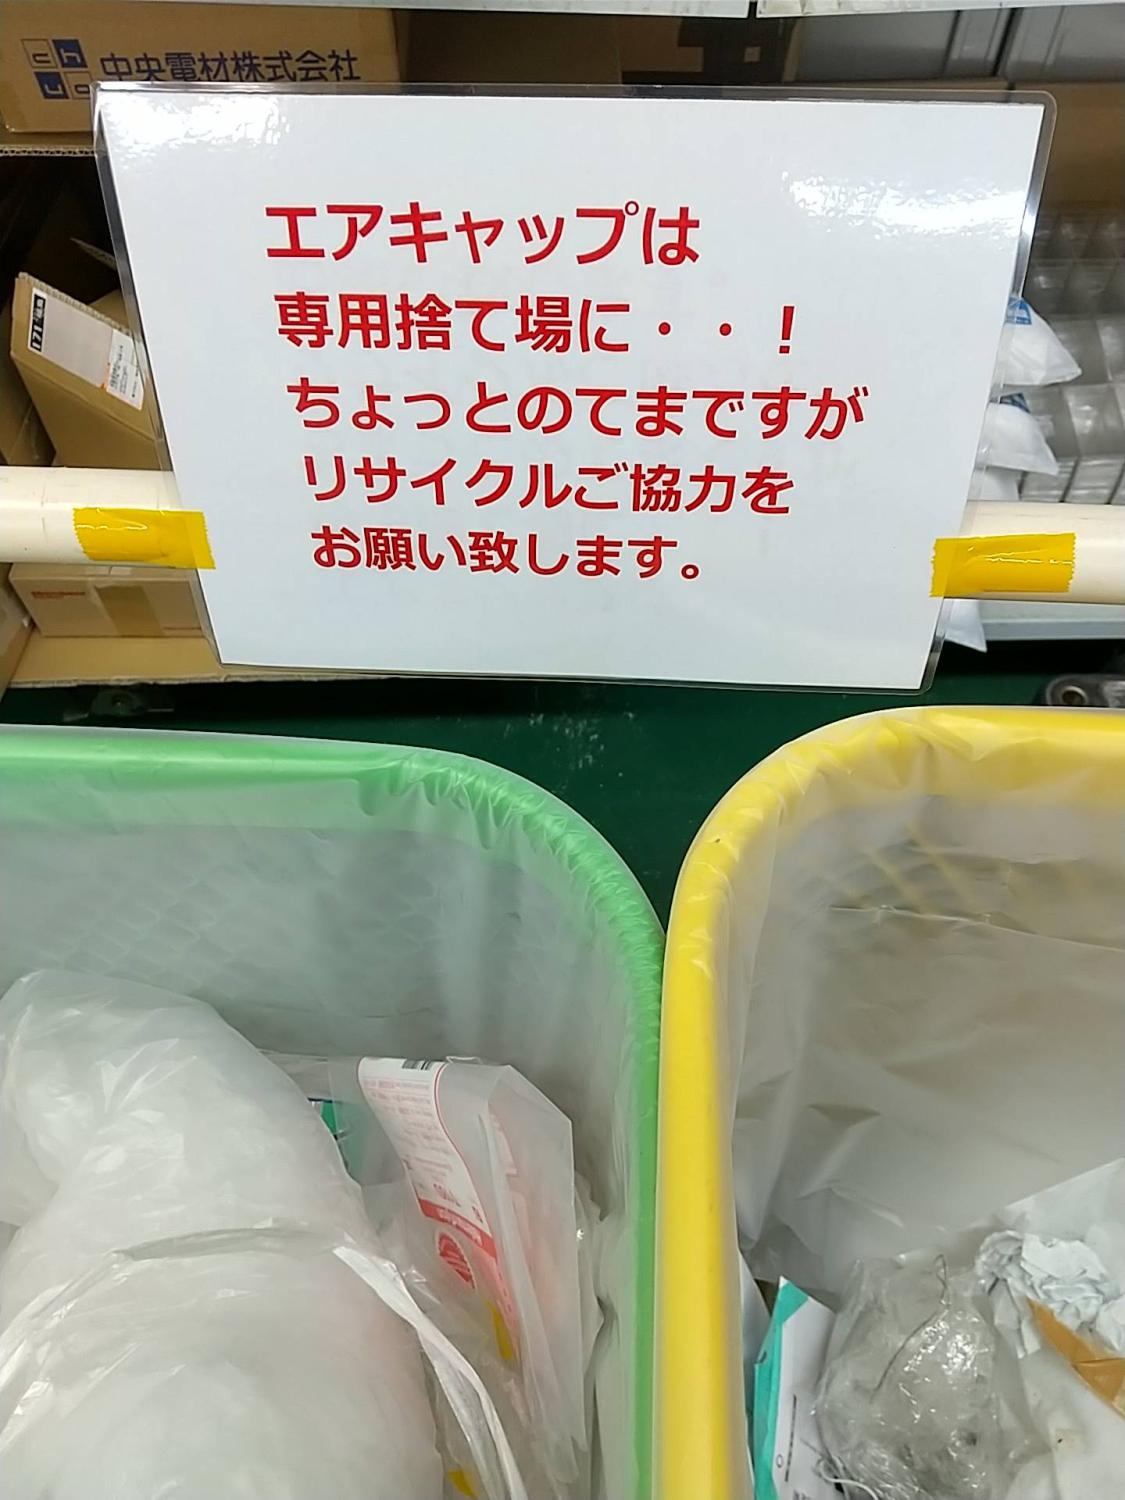 中央電材株式会社
エアキャップは
専用捨て場に・・！
ちょっとのてまですが
リサイクルご協力を
お願い致します。